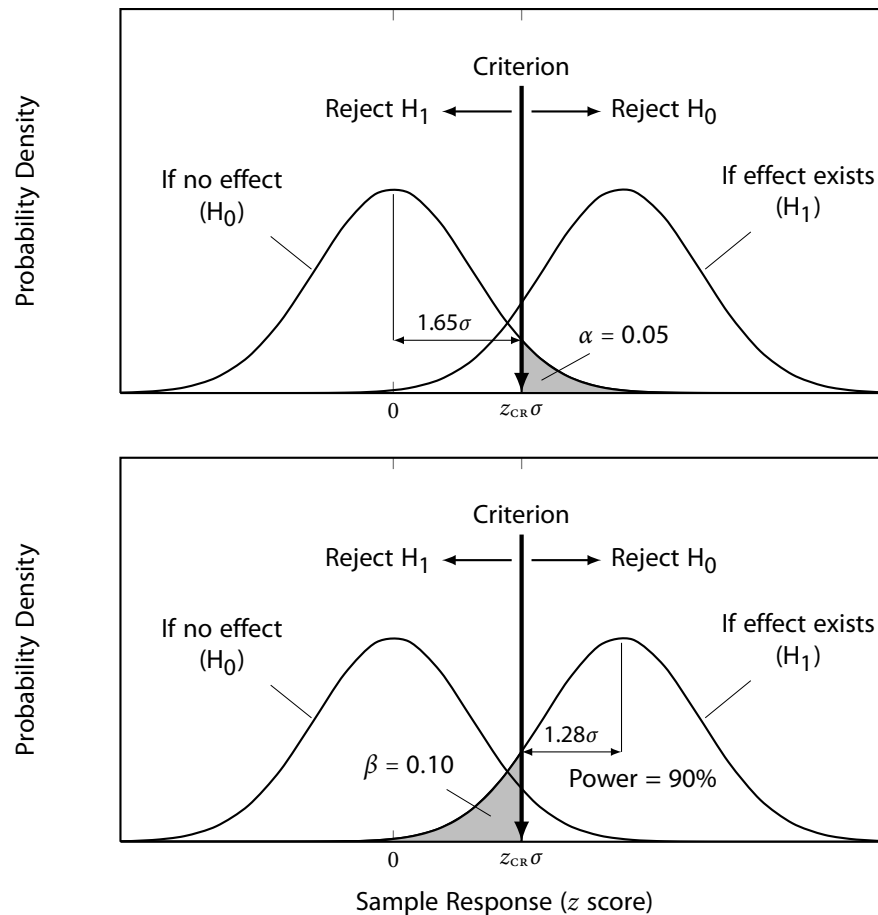 Probability Density
Criterion
Reject H₁
Reject H₀
If no effect
(H₀)
If effect exists
(H₁)
1.65σ
α = 0.05
0
z_CR σ
Probability Density
Criterion
Reject H₁
Reject H₀
If no effect
(H₀)
If effect exists
(H₁)
1.28σ
β = 0.10
Power = 90%
0
z_CR σ
Sample Response (z score)